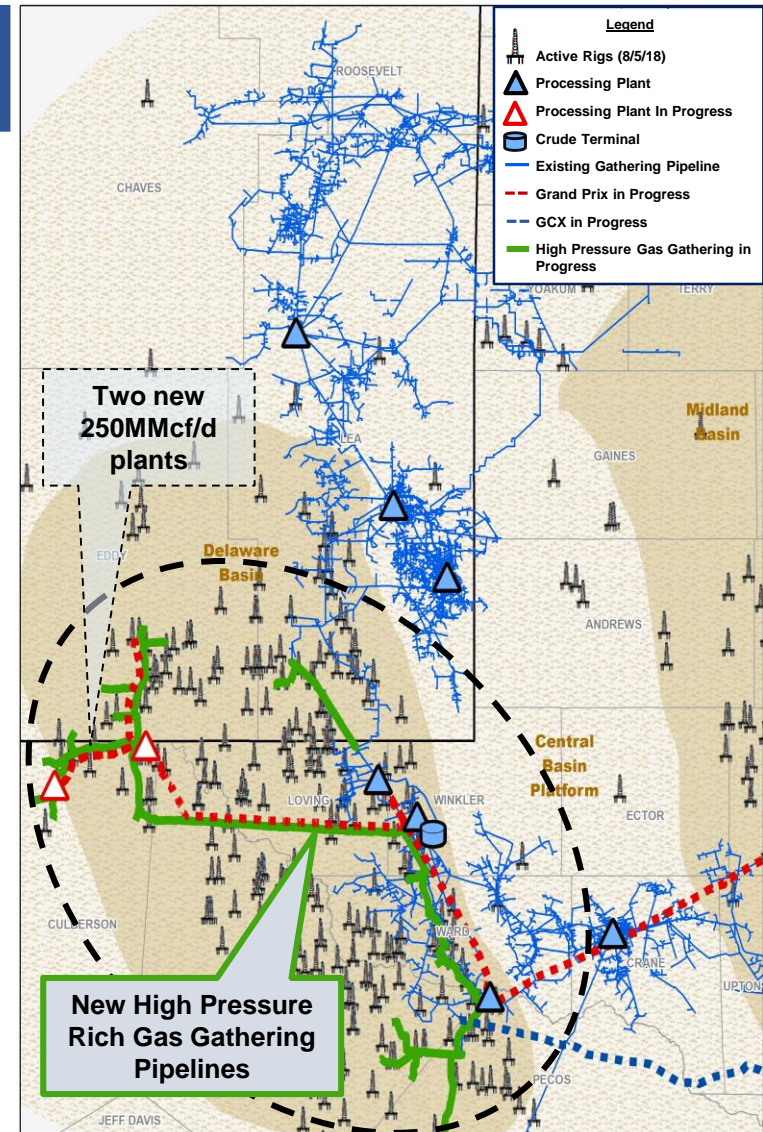 Legend
Active Rigs (8/5/18)
Processing Plant
Processing Plant In Progress
Crude Terminal
Existing Gathering Pipeline
Grand Prix in Progress
GCX in Progress
High Pressure Gas Gathering in
Progress
ROOSEVELT
CHAVES
YOAKUM
TERRY
Two new
250MMcf/d
plants
Midland
Basin
LEA
GAINES
EDDY
Delaware
Basin
ANDREWS
Central
Basin
Platform
LOVING
WINKLER
ECTOR
CULBERSON
WARD
CRANE
UPTON
New High Pressure
Rich Gas Gathering
Pipelines
PECOS
JEFF DAVIS